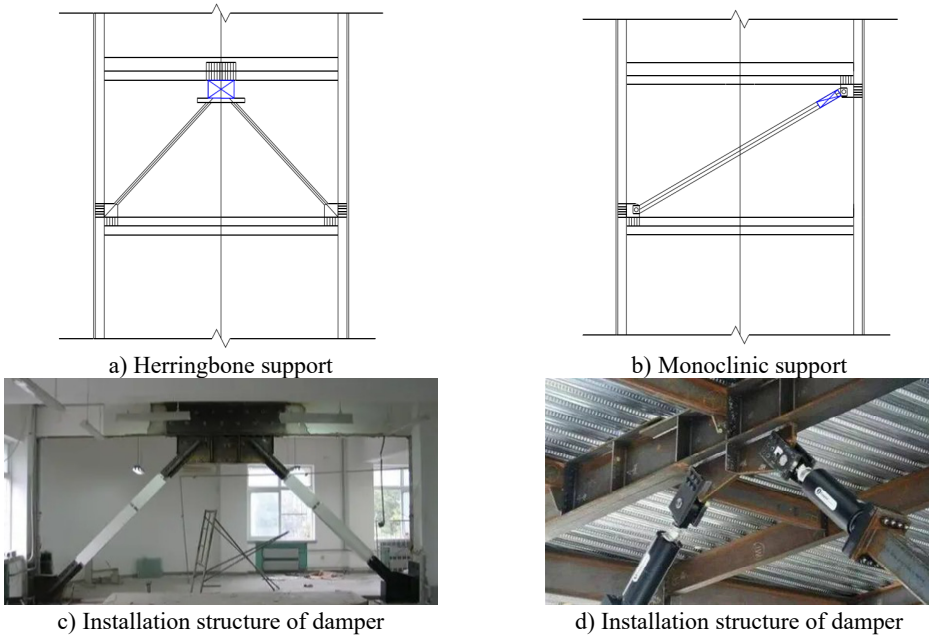 a) Herringbone support
b) Monoclinic support
c) Installation structure of damper
d) Installation structure of damper